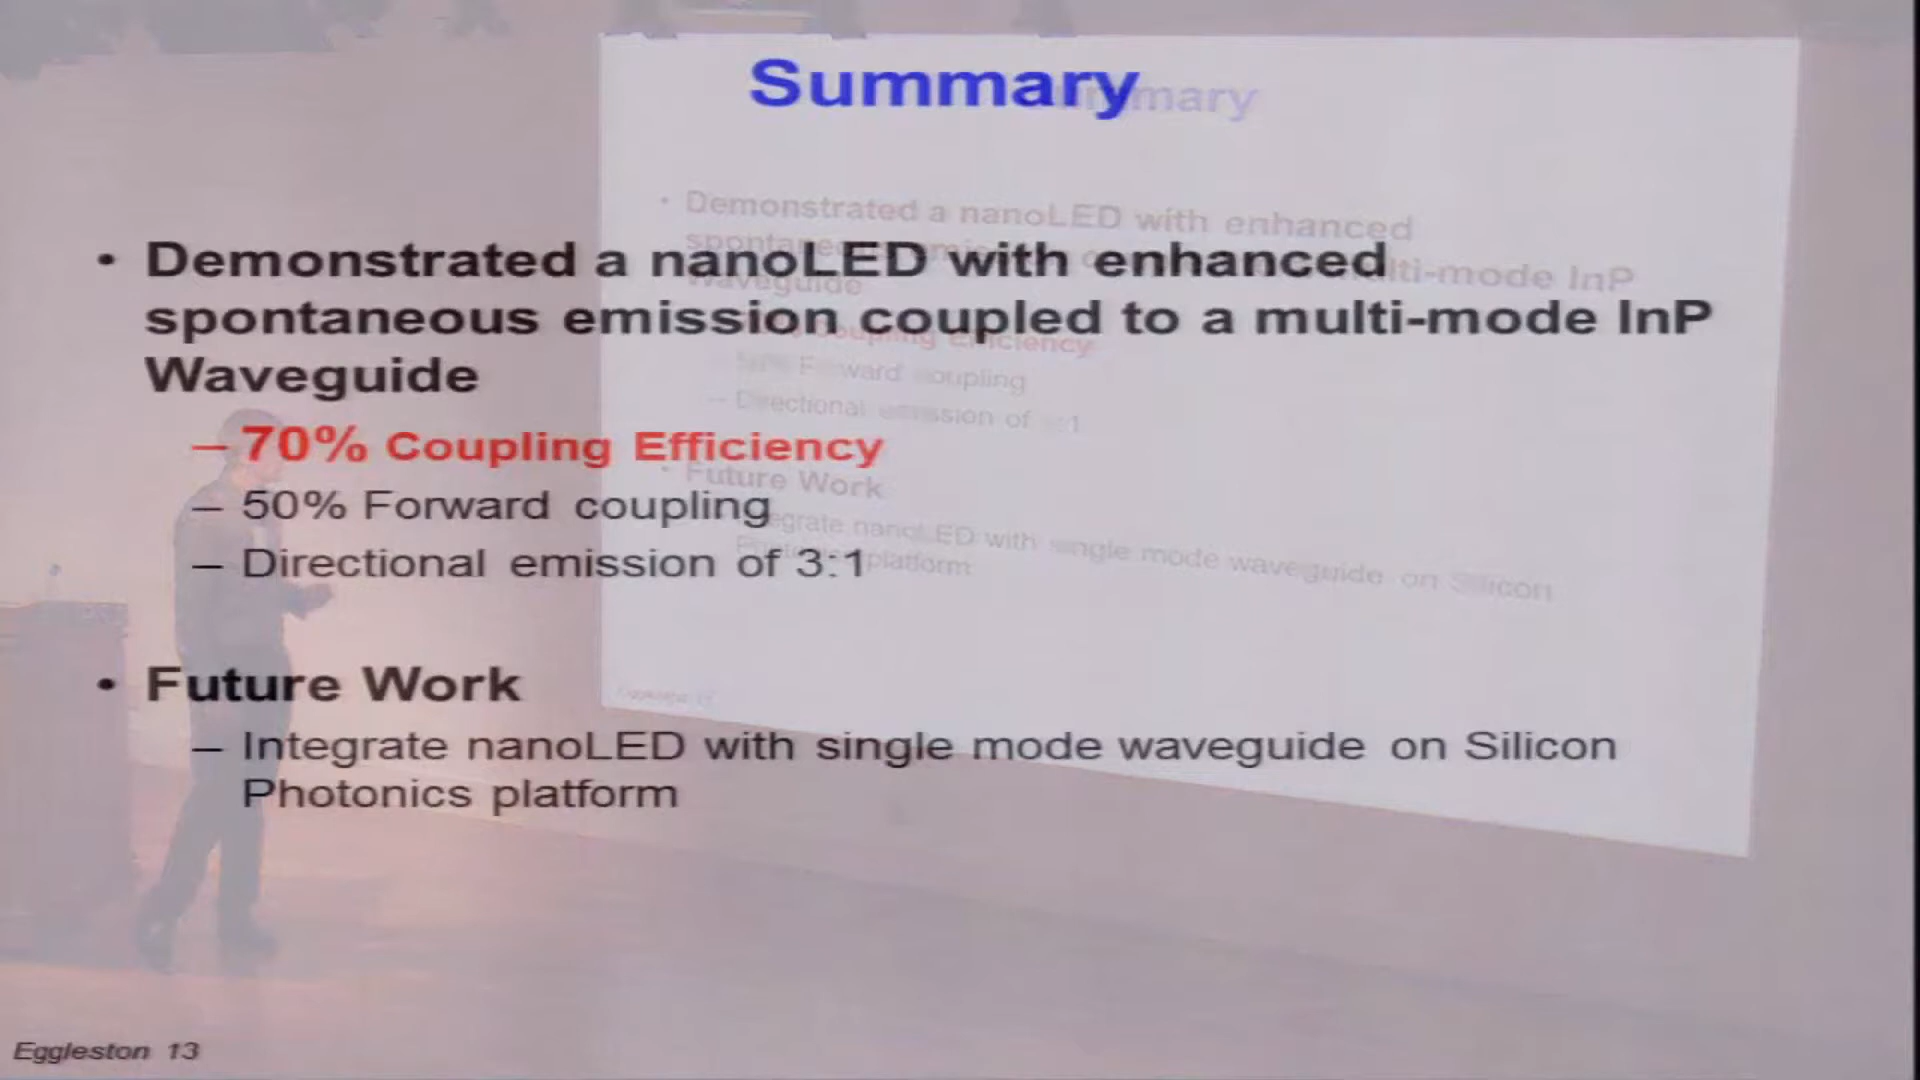 Summary
• Demonstrated a nanoLED with enhanced
spontaneous emission coupled to a multi-mode InP
Waveguide
– 70% Coupling Efficiency
– 50% Forward coupling
– Directional emission of 3:1
• Future Work
– Integrate nanoLED with single mode waveguide on Silicon
Photonics platform
Eggleston 13